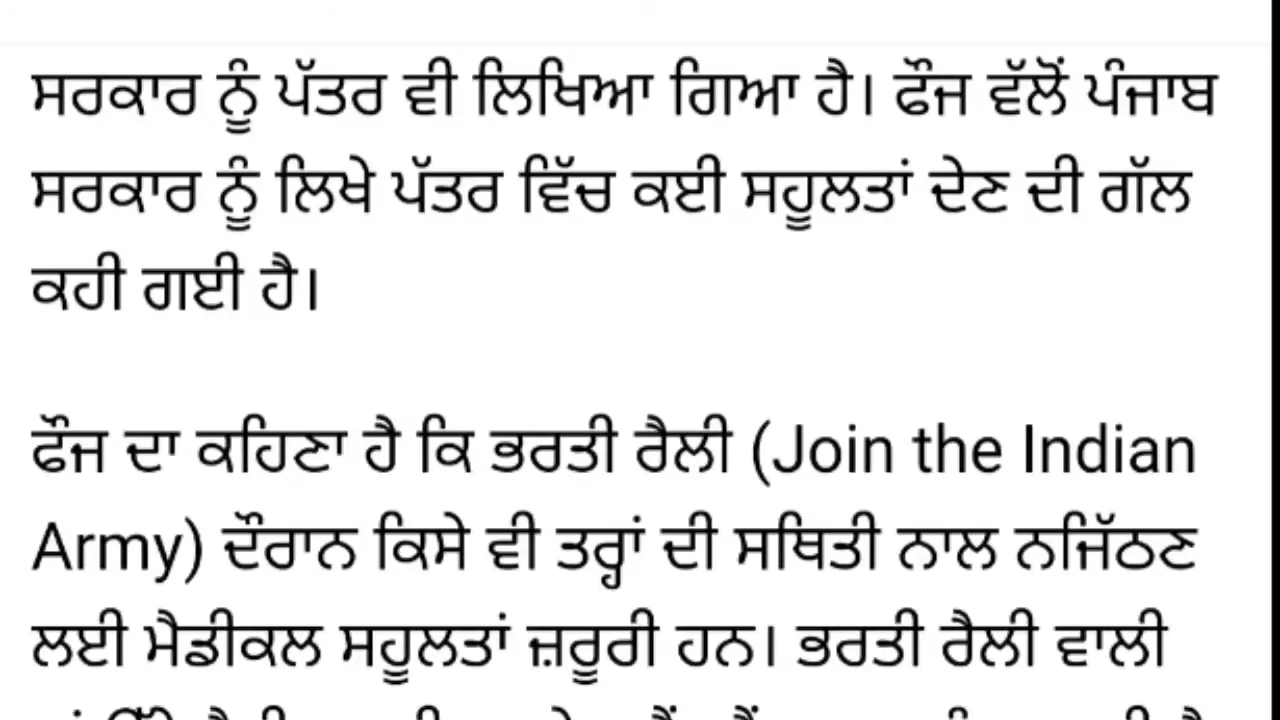 ਸਰਕਾਰ ਨੂੰ ਪੱਤਰ ਵੀ ਲਿਖਿਆ ਗਿਆ ਹੈ। ਫੌਜ ਵੱਲੋਂ ਪੰਜਾਬ
ਸਰਕਾਰ ਨੂੰ ਲਿਖੇ ਪੱਤਰ ਵਿੱਚ ਕਈ ਸਹੂਲਤਾਂ ਦੇਣ ਦੀ ਗੱਲ
ਕਹੀ ਗਈ ਹੈ।
ਫੌਜ ਦਾ ਕਹਿਣਾ ਹੈ ਕਿ ਭਰਤੀ ਰੈਲੀ (Join the Indian
Army) ਦੌਰਾਨ ਕਿਸੇ ਵੀ ਤਰ੍ਹਾਂ ਦੀ ਸਥਿਤੀ ਨਾਲ ਨਜਿੱਠਣ
ਲਈ ਮੈਡੀਕਲ ਸਹੂਲਤਾਂ ਜ਼ਰੂਰੀ ਹਨ। ਭਰਤੀ ਰੈਲੀ ਵਾਲੀ